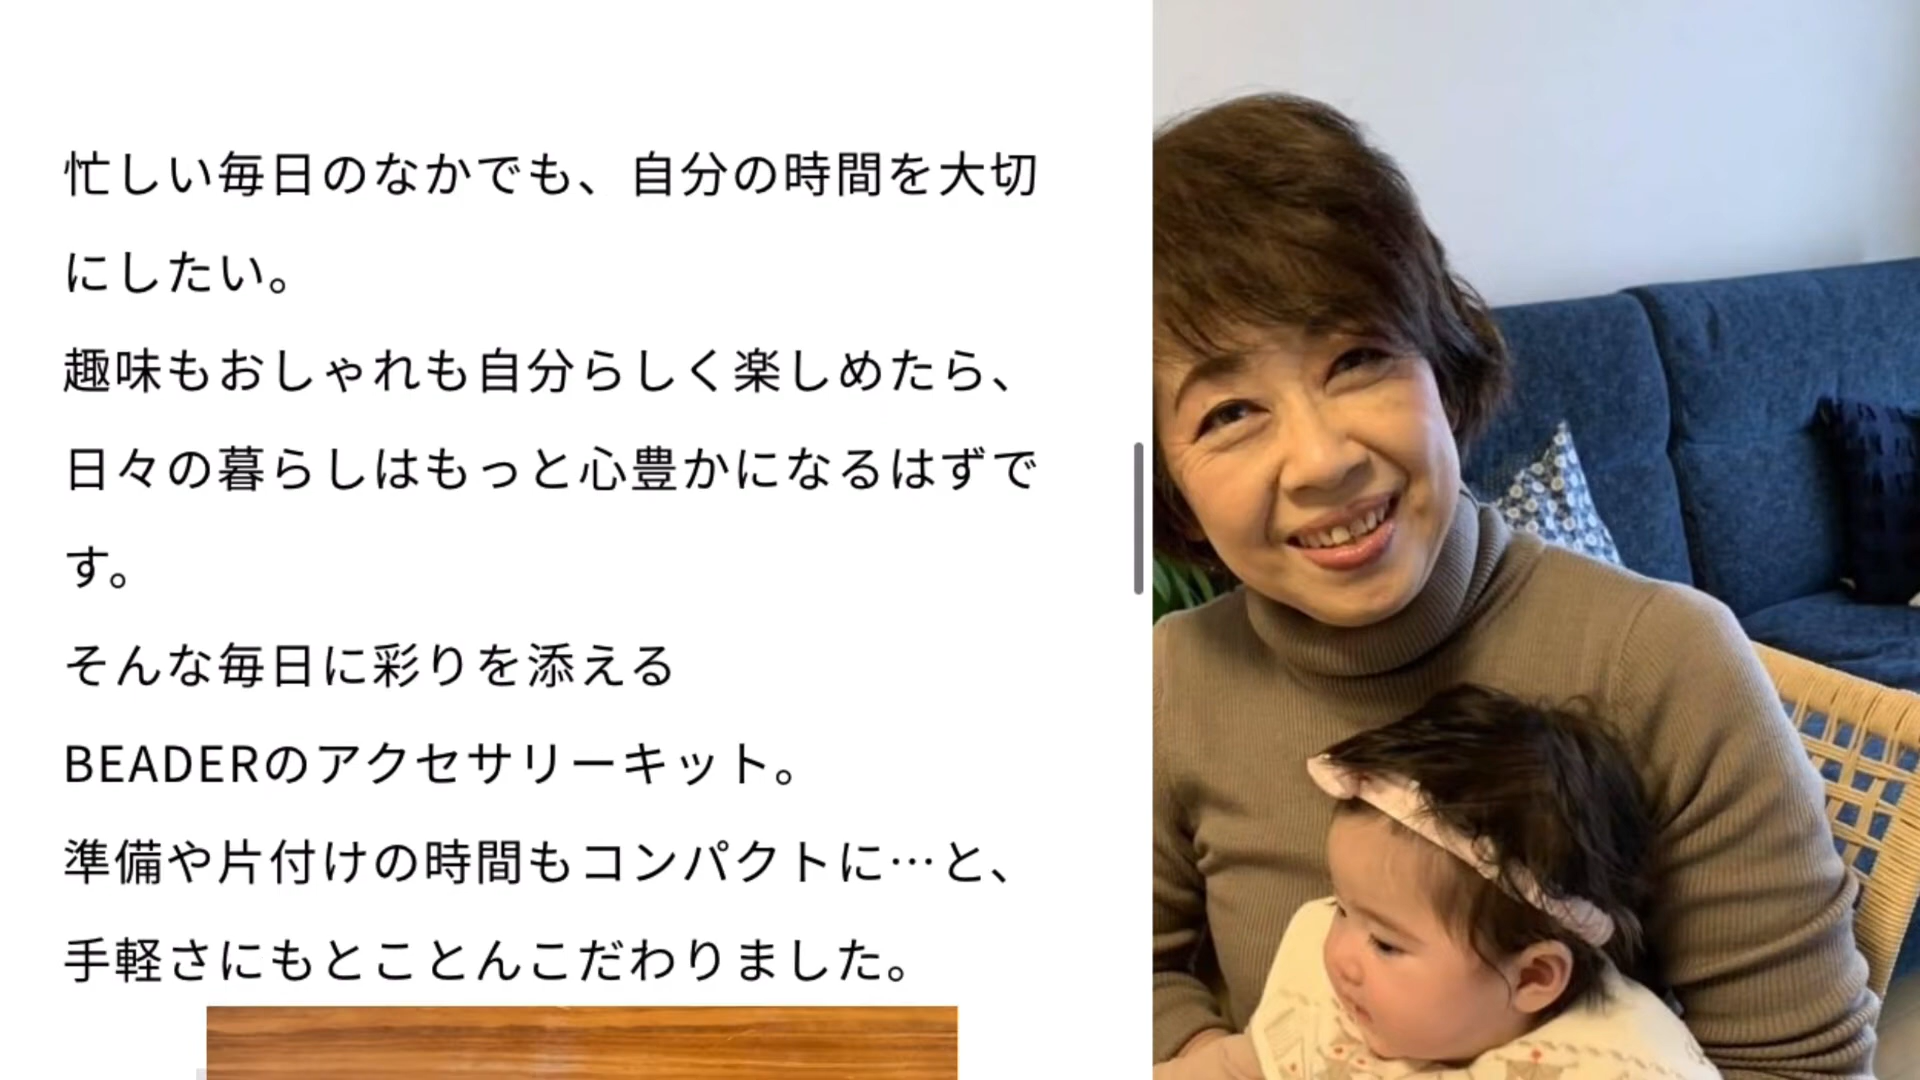 忙しい毎日のなかでも、自分の時間を大切
にしたい。
趣味もおしゃれも自分らしく楽しめたら、
日々の暮らしはもっと心豊かになるはずで
す。
そんな毎日に彩りを添える
BEADERのアクセサリーキット。
準備や片付けの時間もコンパクトに…と、
手軽さにもとことんこだわりました。